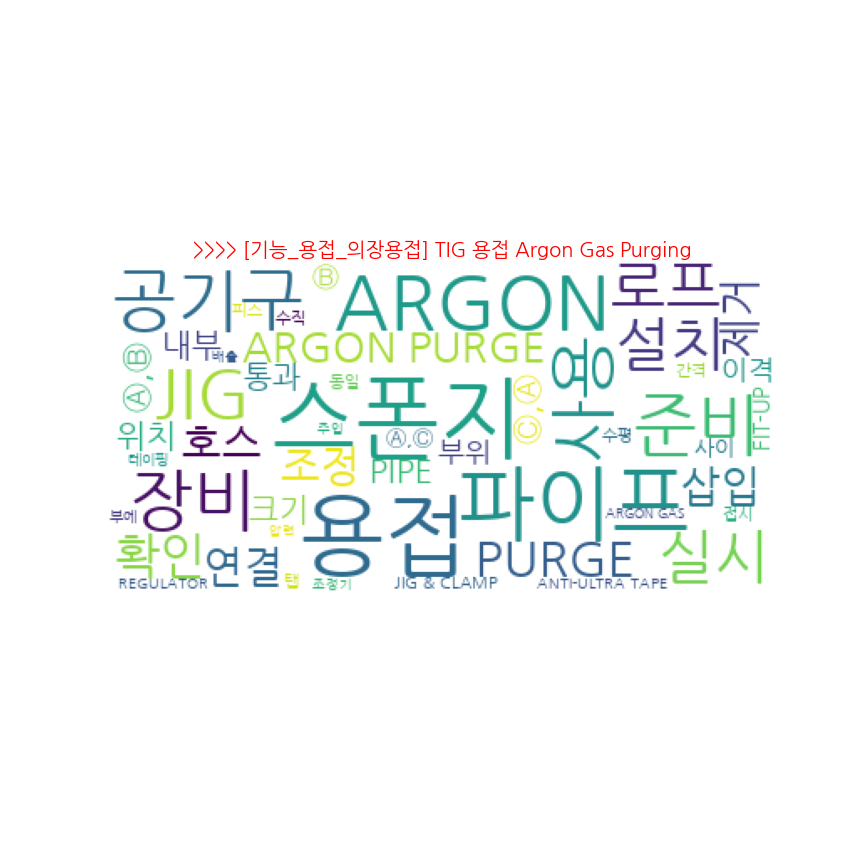 >>>> [기능_용접_의장용접] TIG 용접 Argon Gas Purging
공기구
Ⓑ
피스
수직
ARGON
로프
제거
내부
배출
ARGON PURGE
설치
Ⓐ,Ⓑ
JIG
통과
동일
스폰지
Ⓒ,Ⓐ
사용
간격
이격
준비
FIT-UP
위치
호스
주입
Ⓐ,Ⓒ
부위
수평
사이
테이핑
조정
PIPE
장비
크기
용접
파이프
삽입
부에
압력
ARGON GAS
접시
확인
연결
PURGE
실시
REGULATOR
탭
조정기
JIG & CLAMP
ANTI-ULTRA TAPE